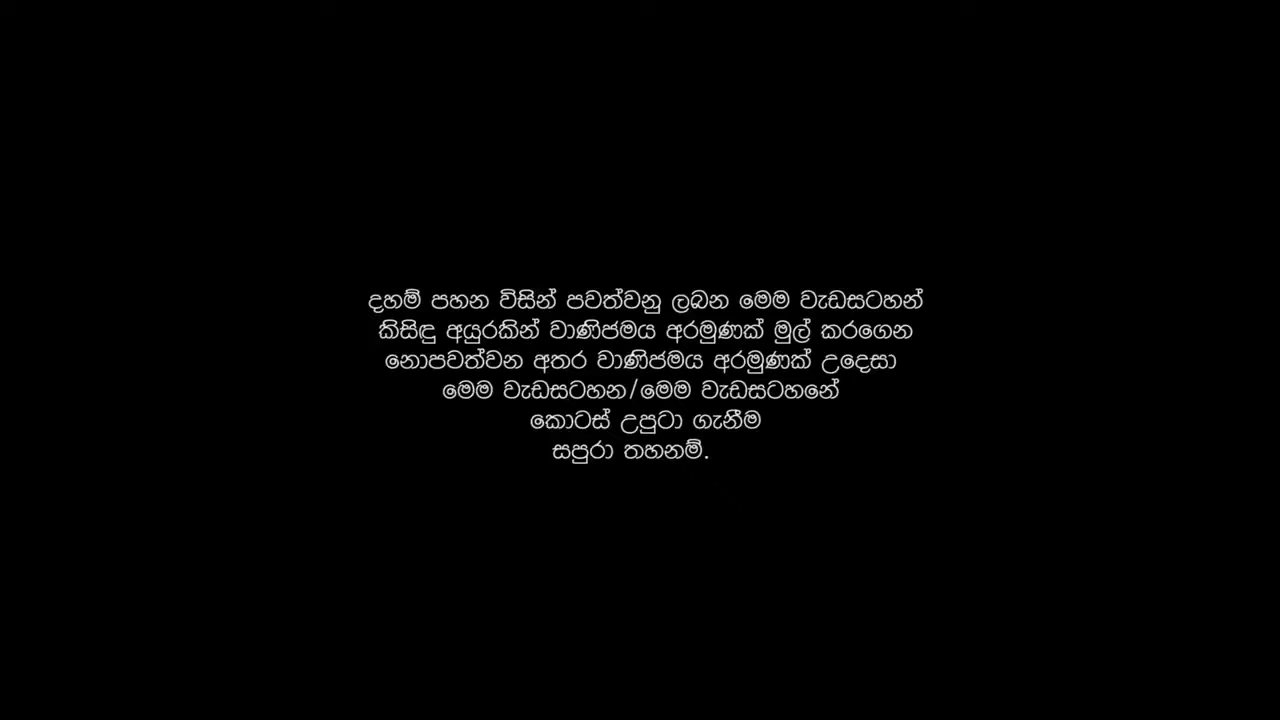 දහම් පහන විසින් පවත්වනු ලබන මෙම වැඩසටහන්
කිසිඳු අයුරකින් වාණිජමය අරමුණක් මුල් කරගෙන
නොපවත්වන අතර වාණිජමය අරමුණක් උදෙසා
මෙම වැඩසටහන/මෙම වැඩසටහනේ
කොටස් උපුටා ගැනීම
සපුරා තහනම්.